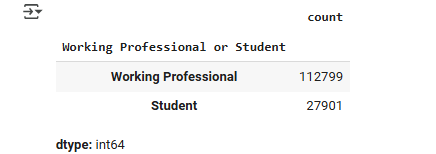 count
Working Professional or Student
Working Professional 112799
Student 27901
dtype: int64